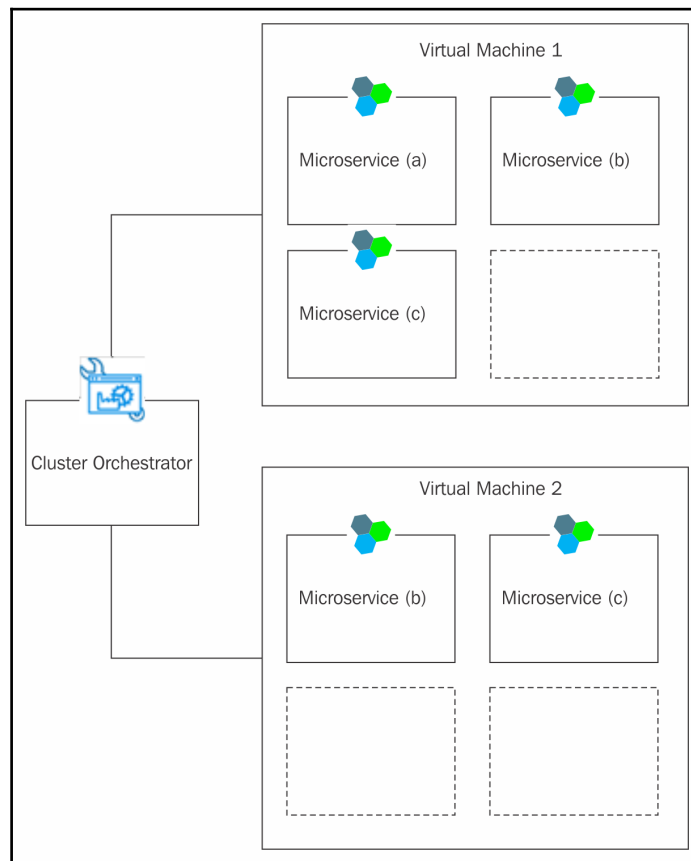 Virtual Machine 1
Microservice (a)
Microservice (b)
Microservice (c)
Cluster Orchestrator
Virtual Machine 2
Microservice (b)
Microservice (c)